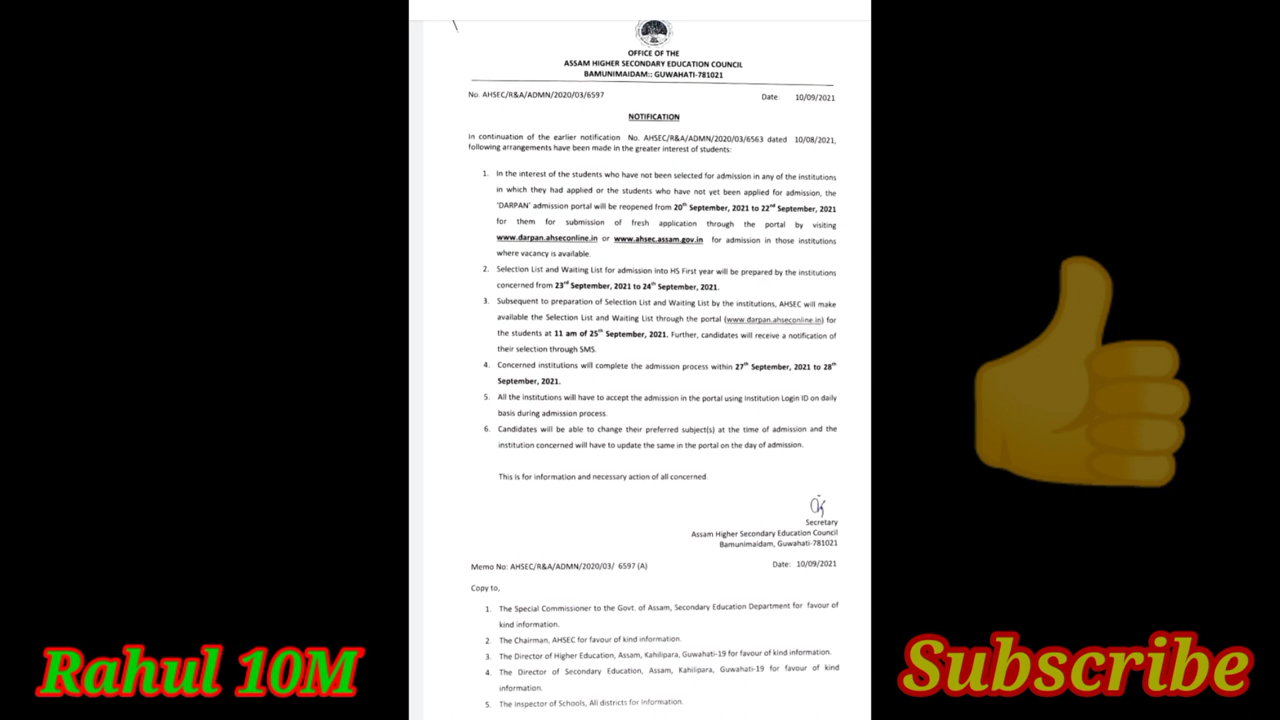 OFFICE OF THE
ASSAM HIGHER SECONDARY EDUCATION COUNCIL
BAMUNIMAIDAM:: GUWAHATI-781021
No. AHSEC/R&A/ADMN/2020/03/6597 Date: 10/09/2021
NOTIFICATION
In continuation of the earlier notification No. AHSEC/R&A/ADMN/2020/03/6563 dated 10/08/2021,
following arrangements have been made in the greater interest of students:
1. In the interest of the students who have not been selected for admission in any of the institutions
in which they had applied or the students who have not yet been applied for admission, the
'DARPAN' admission portal will be reopened from 20th September, 2021 to 22nd September, 2021
for them for submission of fresh application through the portal by visiting
www.darpan.ahseconline.in or www.ahsec.assam.gov.in for admission in those institutions
where vacancy is available.
2. Selection List and Waiting List for admission into HS First year will be prepared by the institutions
concerned from 23rd September, 2021 to 24th September, 2021.
3. Subsequent to preparation of Selection List and Waiting List by the institutions, AHSEC will make
available the Selection List and Waiting List through the portal (www.darpan.ahseconline.in) for
the students at 11 am of 25th September, 2021. Further, candidates will receive a notification of
their selection through SMS.
4. Concerned institutions will complete the admission process within 27th September, 2021 to 28th
September, 2021.
5. All the institutions will have to accept the admission in the portal using Institution Login ID on daily
basis during admission process.
6. Candidates will be able to change their preferred subject(s) at the time of admission and the
institution concerned will have to update the same in the portal on the day of admission.
This is for information and necessary action of all concerned.
Secretary
Assam Higher Secondary Education Council
Bamunimaidam, Guwahati-781021
Memo No: AHSEC/R&A/ADMN/2020/03/ 6597 (A) Date: 10/09/2021
Copy to,
1. The Special Commissioner to the Govt. of Assam, Secondary Education Department for favour of
kind information.
2. The Chairman, AHSEC for favour of kind information.
3. The Director of Higher Education, Assam, Kahilipara, Guwahati-19 for favour of kind information.
4. The Director of Secondary Education, Assam, Kahilipara, Guwahati-19 for favour of kind
information.
5. The Inspector of Schools, All districts for information.
Rahul 10M
Subscribe